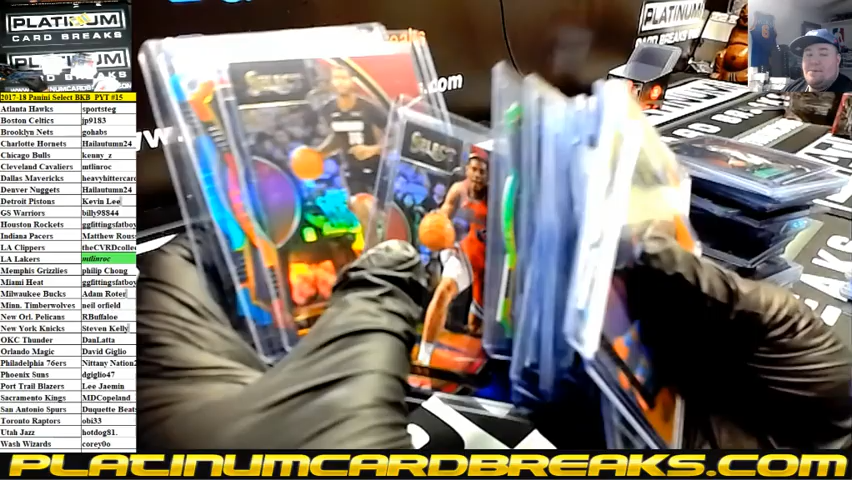 PLATINUM
CARD BREAKS
PLATINUM
2017-18 Panini Select BKB PYT #15
Atlanta Hawks sportsteg
Boston Celtics jp9183
Brooklyn Nets gohabs
Charlotte Hornets Hailautumn24
Chicago Bulls kenny_z
Cleveland Cavaliers mtlinroc
Dallas Mavericks heavyhittercard
Denver Nuggets Hailautumn24
Detroit Pistons Kevin Lee
GS Warriors billy98844
Houston Rockets ggfittingsfatboy
Indiana Pacers Matthew Rous
LA Clippers theCYRDcolle
LA Lakers mtlinroc
Memphis Grizzlies philip Chong
Miami Heat ggfittingsfatboy
Milwaukee Bucks Adam Roter
Minn. Timberwolves neil orfield
New Orl. Pelicans RBuffaloe
New York Knicks Steven Kelly
OKC Thunder DanLatta
Orlando Magic David Giglio
Philadelphia 76ers Nittany Nation2
Phoenix Suns dgiglio47
Port Trail Blazers Lee Jaemin
Sacramento Kings MDCopeland
San Antonio Spurs Duquette Beats
Toronto Raptors obi33
Utah Jazz hotdog81.
Wash Wizards corey0o
SELECT
SELECT
.com
www.
PLATINUM
PLATINUMCARDBREAKS.COM